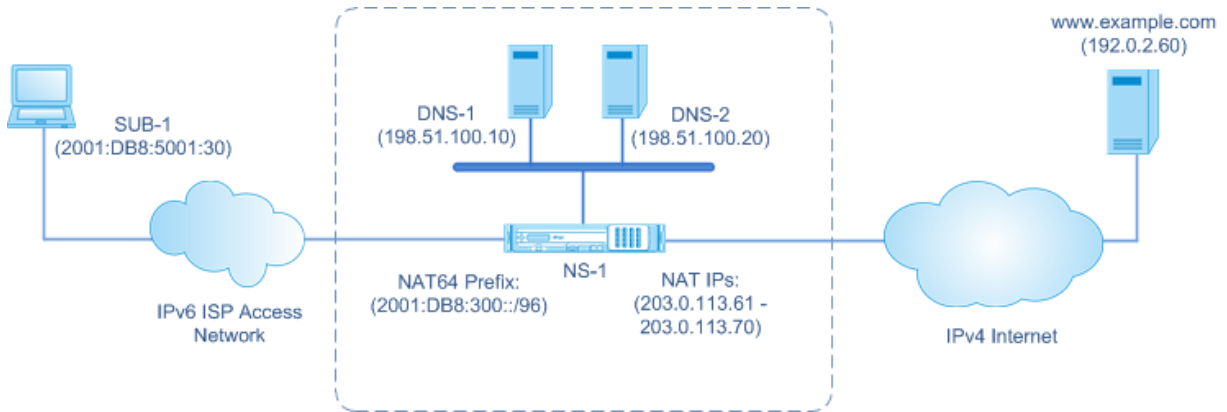 www.example.com
(192.0.2.60)
DNS-1
(198.51.100.10)
DNS-2
(198.51.100.20)
SUB-1
(2001:DB8:5001:30)
NS-1
NAT64 Prefix:
(2001:DB8:300::/96)
NAT IPs:
(203.0.113.61 -
203.0.113.70)
IPv6 ISP Access
Network
IPv4 Internet